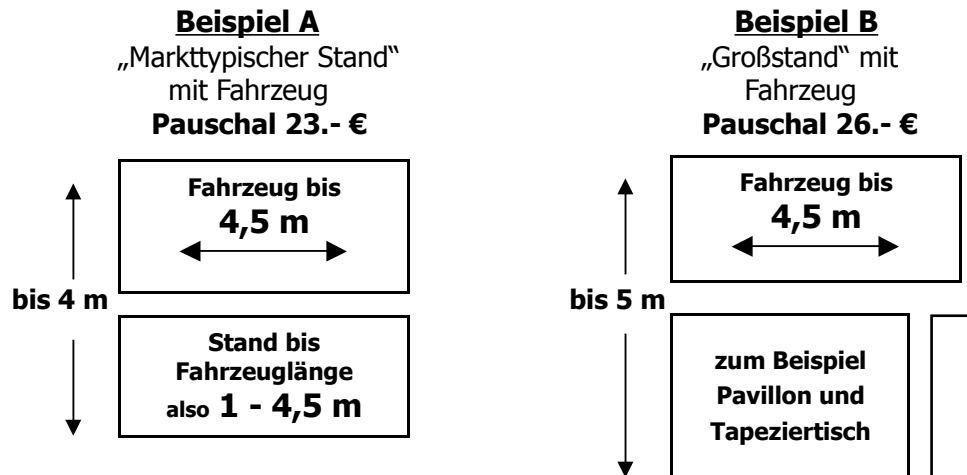 Beispiel A
„Markttypischer Stand“
mit Fahrzeug
Pauschal 23.- €
Fahrzeug bis
4,5 m
bis 4 m
Stand bis
Fahrzeuglänge
also 1 - 4,5 m
Beispiel B
„Großstand“ mit
Fahrzeug
Pauschal 26.- €
Fahrzeug bis
4,5 m
bis 5 m
zum Beispiel
Pavillon und
Tapeziertisch